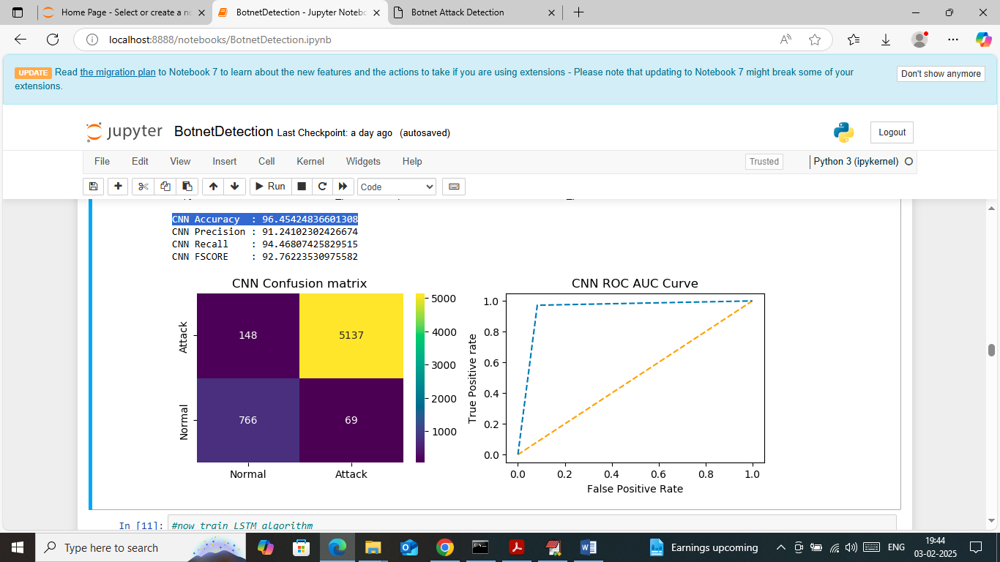 Home Page - Select or create a n
BotnetDetection - Jupyter Notebo
Botnet Attack Detection
localhost:8888/notebooks/BotnetDetection.ipynb
UPDATE Read the migration plan to Notebook 7 to learn about the new features and the actions to take if you are using extensions - Please note that updating to Notebook 7 might break some of your
extensions.
Don't show anymore
jupyter BotnetDetection Last Checkpoint: a day ago (autosaved)
Logout
File Edit View Insert Cell Kernel Widgets Help
Trusted
Python 3 (ipykernel)
Run
Code
CNN Accuracy : 96.45424836601308
CNN Precision : 91.24102302426674
CNN Recall : 94.46807425829515
CNN FSCORE : 92.76223530975582
CNN Confusion matrix
Attack
Normal
148
5137
766
69
Normal
Attack
5000
4000
3000
2000
1000
CNN ROC AUC Curve
True Positive rate
1.0
0.8
0.6
0.4
0.2
0.0
0.0 0.2 0.4 0.6 0.8 1.0
False Positive Rate
In [11]: #now train LSTM algorithm
Type here to search
Earnings upcoming
ENG
19:44
03-02-2025